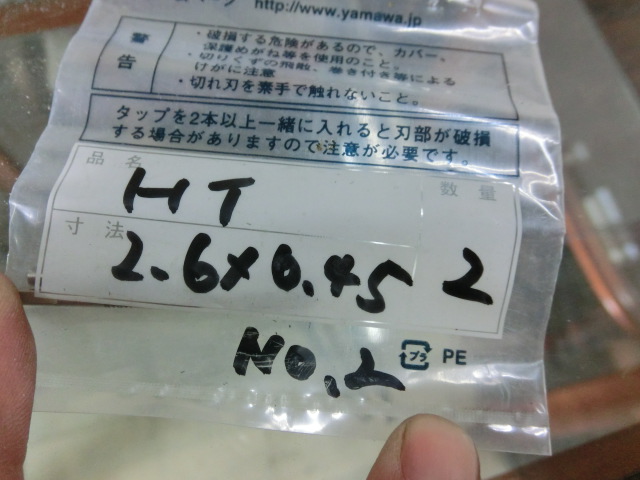 http://www.yamawa.jp
警告
・破損する危険があるので、カバー、
保護めがね等を使用のこと。
・切りくずの飛散、巻き付き等による
けがに注意
・切れ刃を素手で触れないこと。
タップを2本以上一緒に入れると刃部が破損
する場合がありますので注意が必要です。
品名 数量
HT
寸法
2.6×0.45 2
NO.2 プラ PE